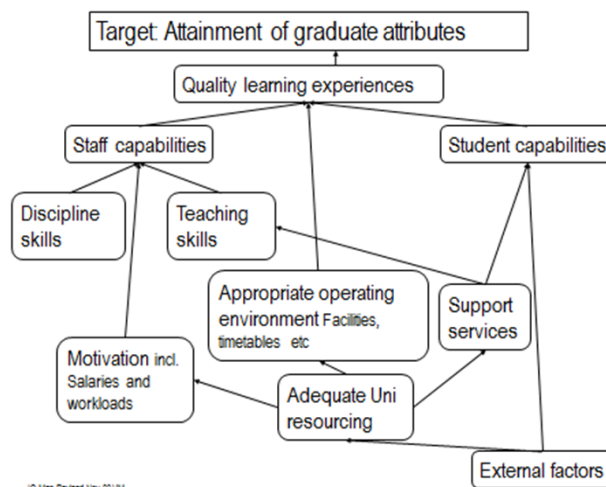 Target: Attainment of graduate attributes
Quality learning experiences
Staff capabilities
Student capabilities
Discipline
skills
Teaching
skills
Appropriate operating
environment Facilities,
timetables etc
Support
services
Motivation incl.
Salaries and
workloads
Adequate Uni
resourcing
External factors